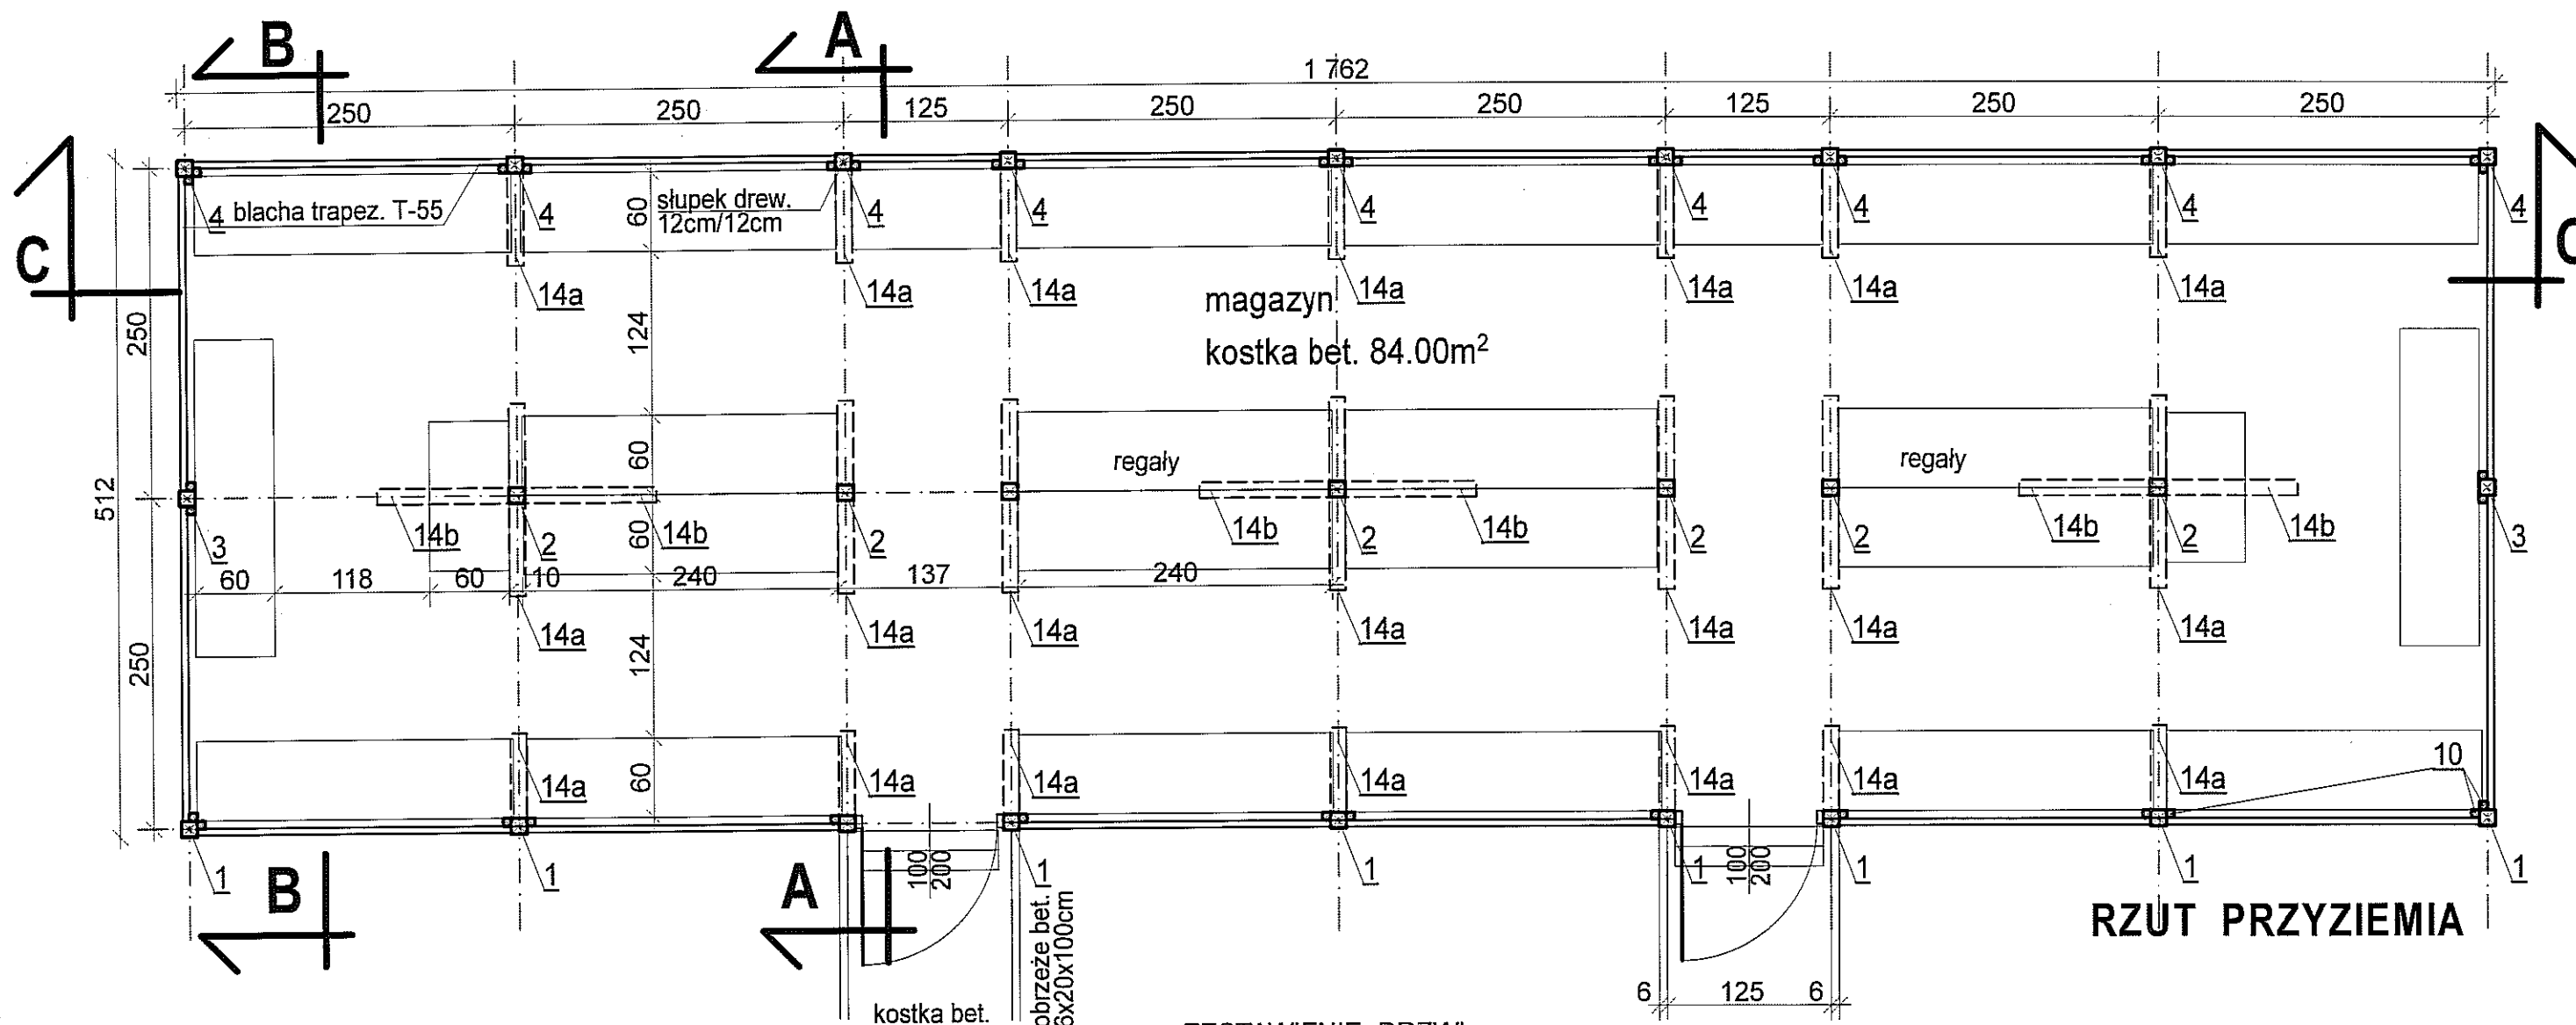 B
A
1 762
250
250
125
250
250
125
250
250
4
blacha trapez. T-55
4
60
słupek drew.
12cm/12cm
4
4
4
4
4
4
4
C
C
14a
14a
14a
14a
14a
14a
14a
magazyn
kostka bet. 84.00m²
250
124
512
60
regały
regały
3
14b
60
14b
2
2
14b
2
14b
2
2
14b
2
14b
3
60
118
60
10
240
137
240
14a
14a
14a
14a
14a
14a
14a
250
124
60
14a
14a
14a
14a
14a
14a
14a
10
1
1
100
200
1
1
1
100
200
1
1
1
B
A
obrzeże bet.
6x20x100cm
RZUT PRZYZIEMIA
6
125
6
kostka bet.